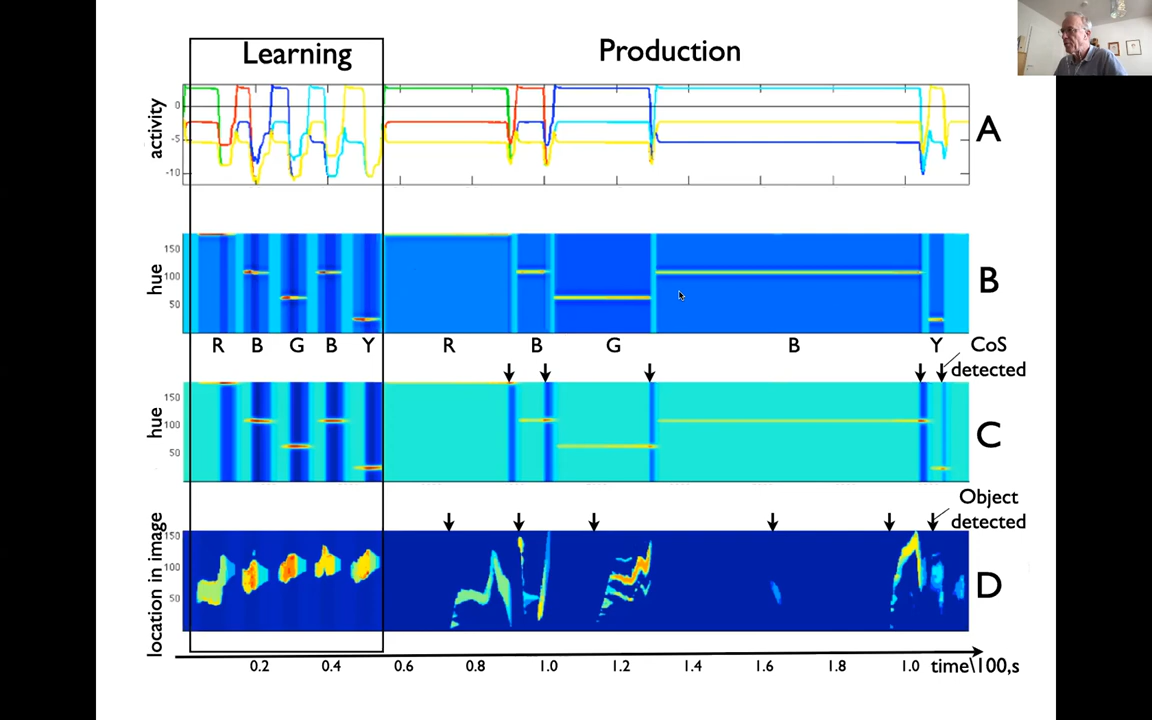 Learning
Production
activity
0
-5
-10
A
hue
150
100
50
B
R B G B Y R B G B Y
CoS
detected
hue
150
100
50
C
Object
detected
location in image
150
100
50
D
0.2 0.4 0.6 0.8 1.0 1.2 1.4 1.6 1.8 1.0 time\100,s